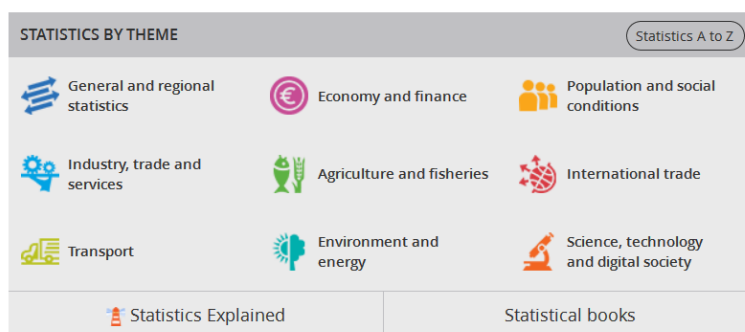 STATISTICS BY THEME
Statistics A to Z
General and regional
statistics
Economy and finance
Population and social
conditions
Industry, trade and
services
Agriculture and fisheries
International trade
Transport
Environment and
energy
Science, technology
and digital society
Statistics Explained
Statistical books